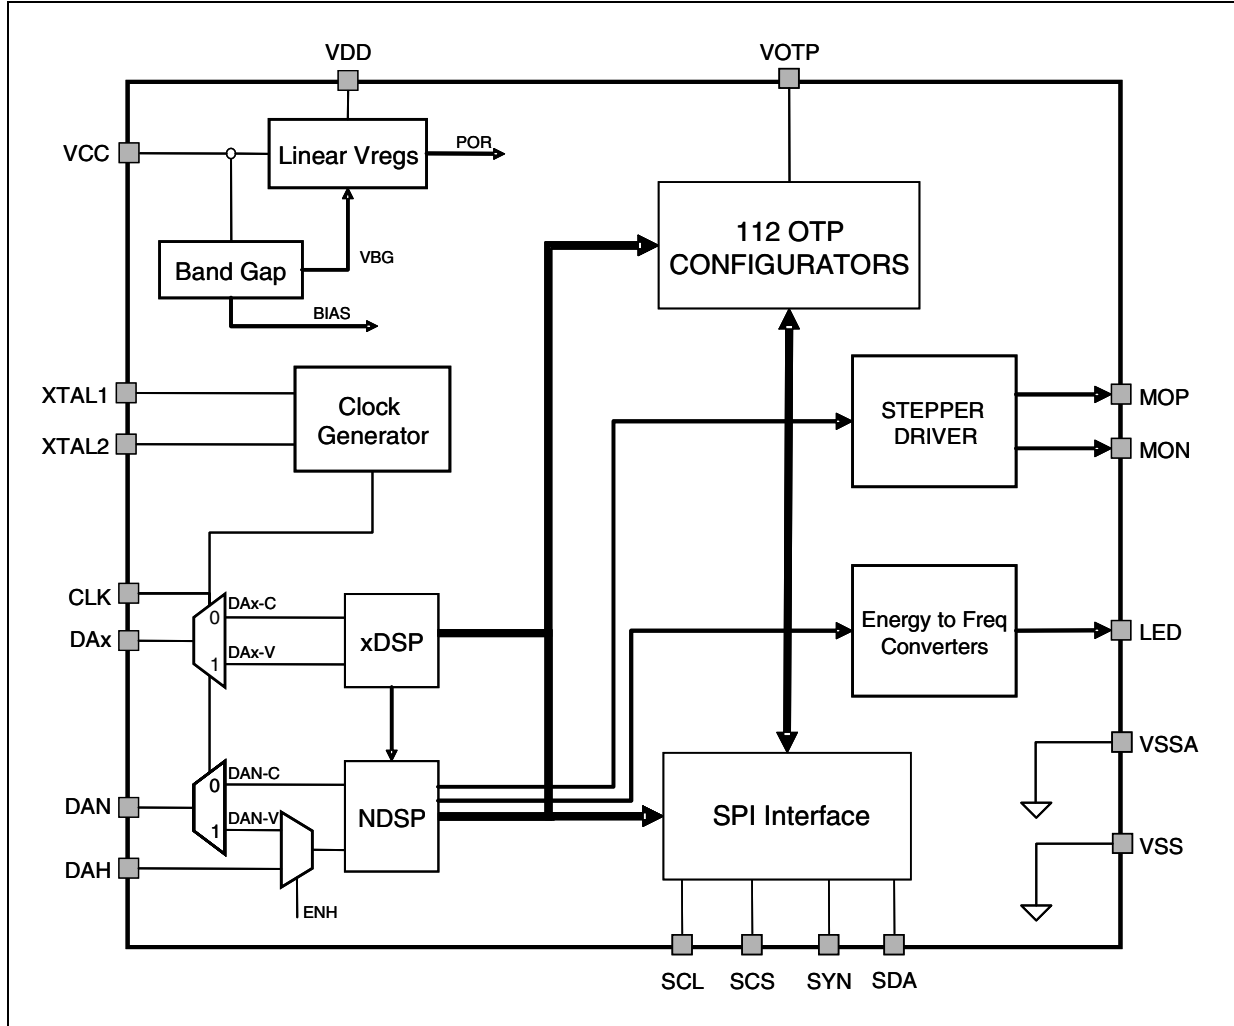 VDD
VOTP
VCC
Linear Vregs
POR
112 OTP
CONFIGURATORS
Band Gap
VBG
BIAS
XTAL1
XTAL2
Clock
Generator
STEPPER
DRIVER
MOP
MON
CLK
DAx
0
1
DAx-C
DAx-V
xDSP
Energy to Freq
Converters
LED
VSSA
DAN
DAH
0
1
DAN-C
DAN-V
NDSP
SPI Interface
VSS
ENH
SCL
SCS
SYN
SDA